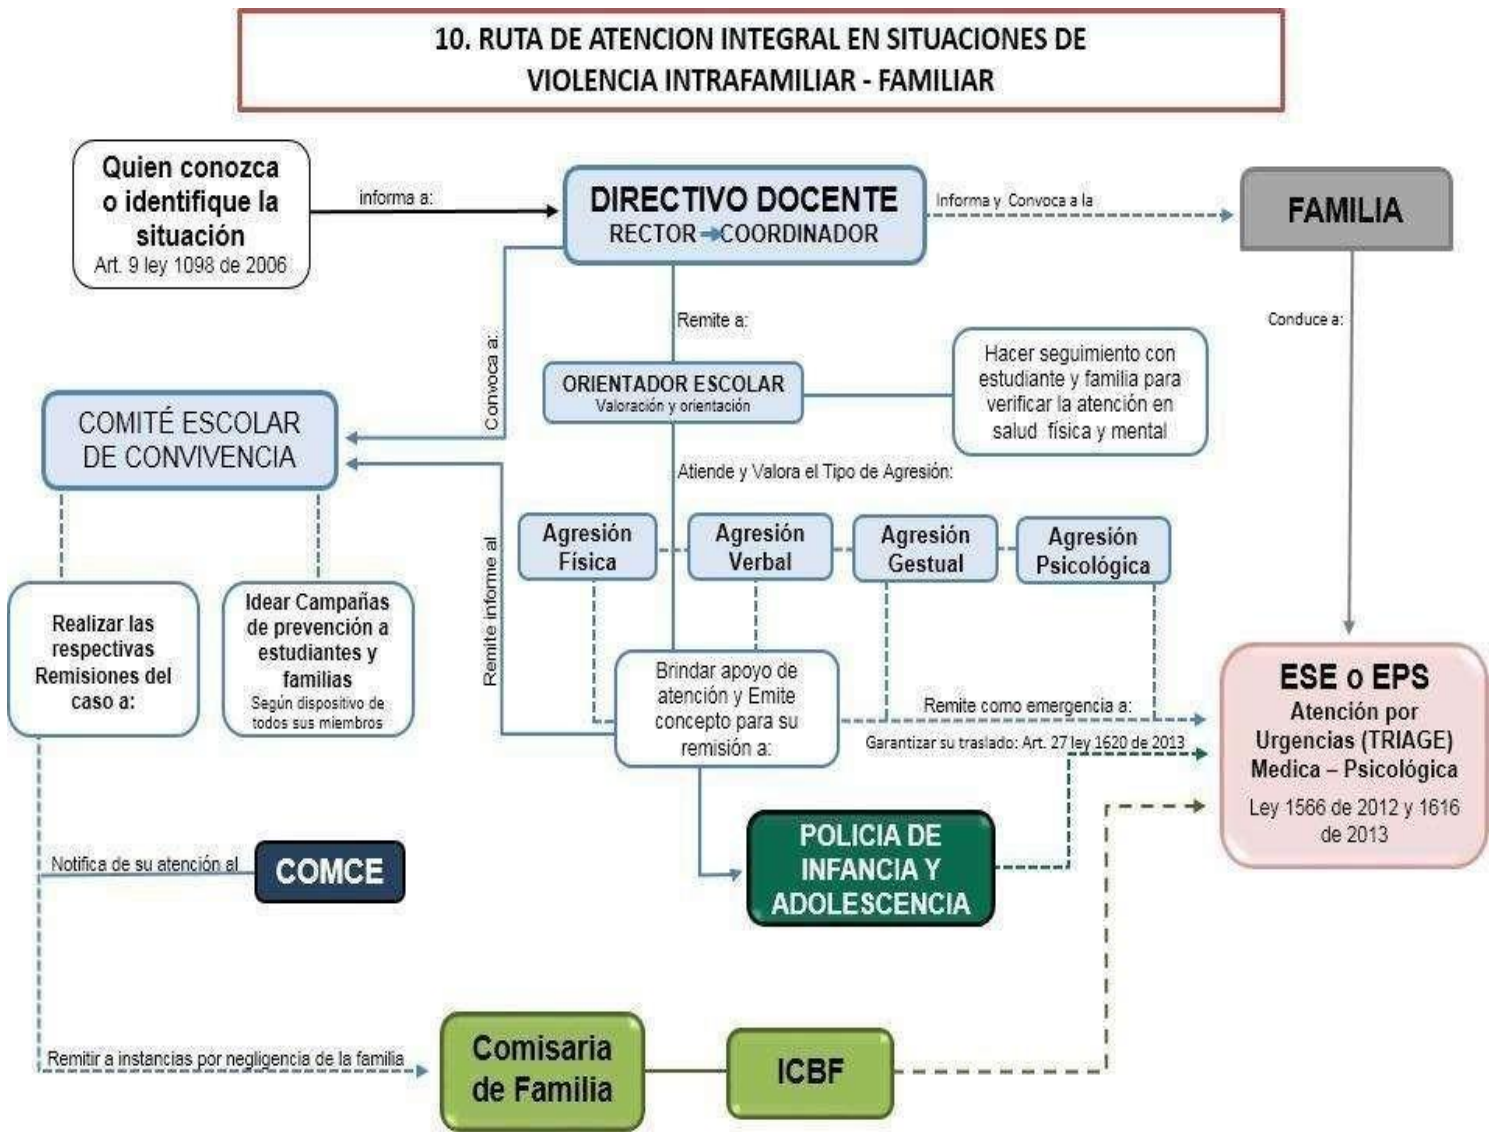 10. RUTA DE ATENCION INTEGRAL EN SITUACIONES DE
VIOLENCIA INTRAFAMILIAR - FAMILIAR
Quien conozca
o identifique la
situación
Art. 9 ley 1098 de 2006
informa a:
DIRECTIVO DOCENTE
RECTOR COORDINADOR
Informa y Convoca a la
FAMILIA
Convoca a:
Remite a:
Conduce a:
ORIENTADOR ESCOLAR
Valoración y orientación
Hacer seguimiento con
estudiante y familia para
verificar la atención en
salud física y mental
COMITÉ ESCOLAR
DE CONVIVENCIA
Atiende y Valora el Tipo de Agresión:
Agresión
Física
Agresión
Verbal
Agresión
Gestual
Agresión
Psicológica
Remite informe al
Realizar las
respectivas
Remisiones del
caso a:
Idear Campañas
de prevención a
estudiantes y
familias
Según dispositivo de
todos sus miembros
Brindar apoyo de
atención y Emite
concepto para su
remisión a:
Remite como emergencia a:
Garantizar su traslado: Art. 27 ley 1620 de 2013
ESE o EPS
Atención por
Urgencias (TRIAGE)
Medica – Psicológica
Ley 1566 de 2012 y 1616
de 2013
Notifica de su atención al
COMCE
POLICIA DE
INFANCIA Y
ADOLESCENCIA
Remitir a instancias por negligencia de la familia
Comisaria
de Familia
ICBF